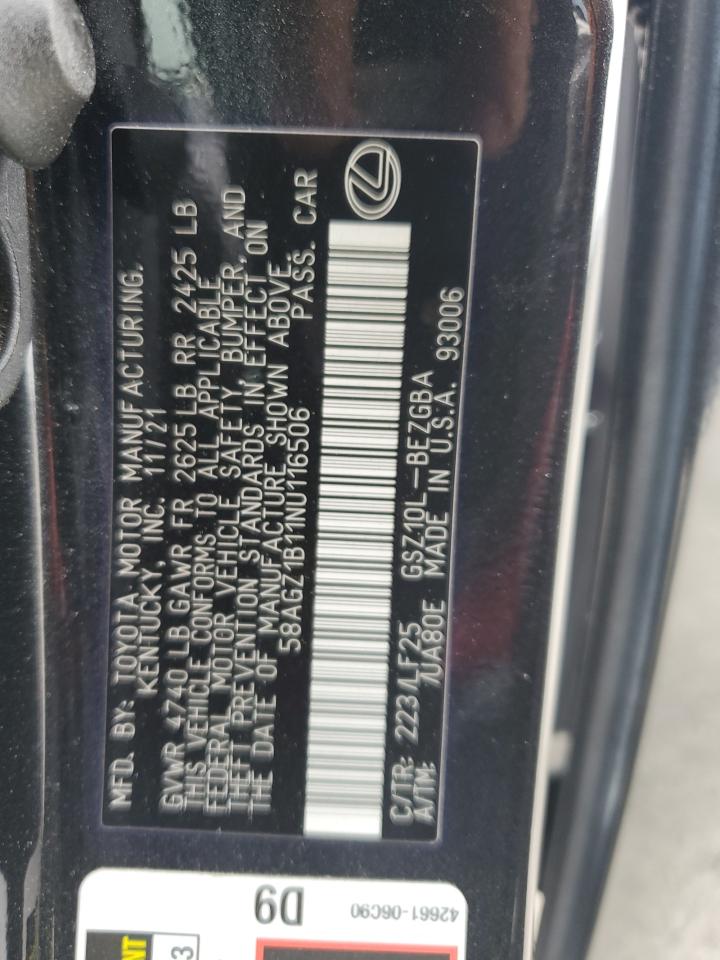 MFD. BY: TOYOTA MOTOR MANUFACTURING,
KENTUCKY, INC. 11/21
GVWR 4740 LB GAWR FR 2625 LB RR 2425 LB
THIS VEHICLE CONFORMS TO ALL APPLICABLE
FEDERAL MOTOR VEHICLE SAFETY, BUMPER, AND
THEFT PREVENTION STANDARDS IN EFFECT ON
THE DATE OF MANUFACTURE SHOWN ABOVE.
58AGZ1B11NU116506 PASS. CAR
C/TR: 223 /LF25 GSZ10L-BEZGBA
A/TM: /UA80E MADE IN U.S.A. 93006
D9
42661-06C90
NT
3